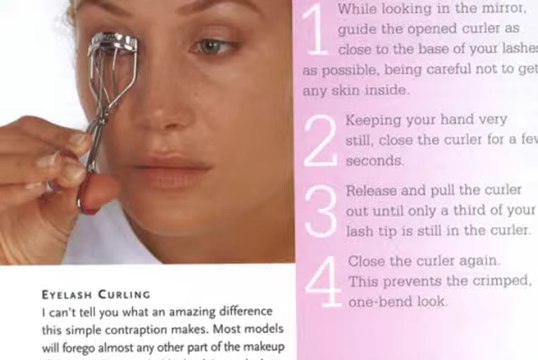 1
While looking in the mirror,
guide the opened curler as
close to the base of your lashes
as possible, being careful not to get
any skin inside.
2
Keeping your hand very
still, close the curler for a few
seconds.
3
Release and pull the curler
out until only a third of your
lash tip is still in the curler.
4
Close the curler again.
This prevents the crimped,
one-bend look.
EYELASH CURLING
I can't tell you what an amazing difference
this simple contraption makes. Most models
will forego almost any other part of the makeup